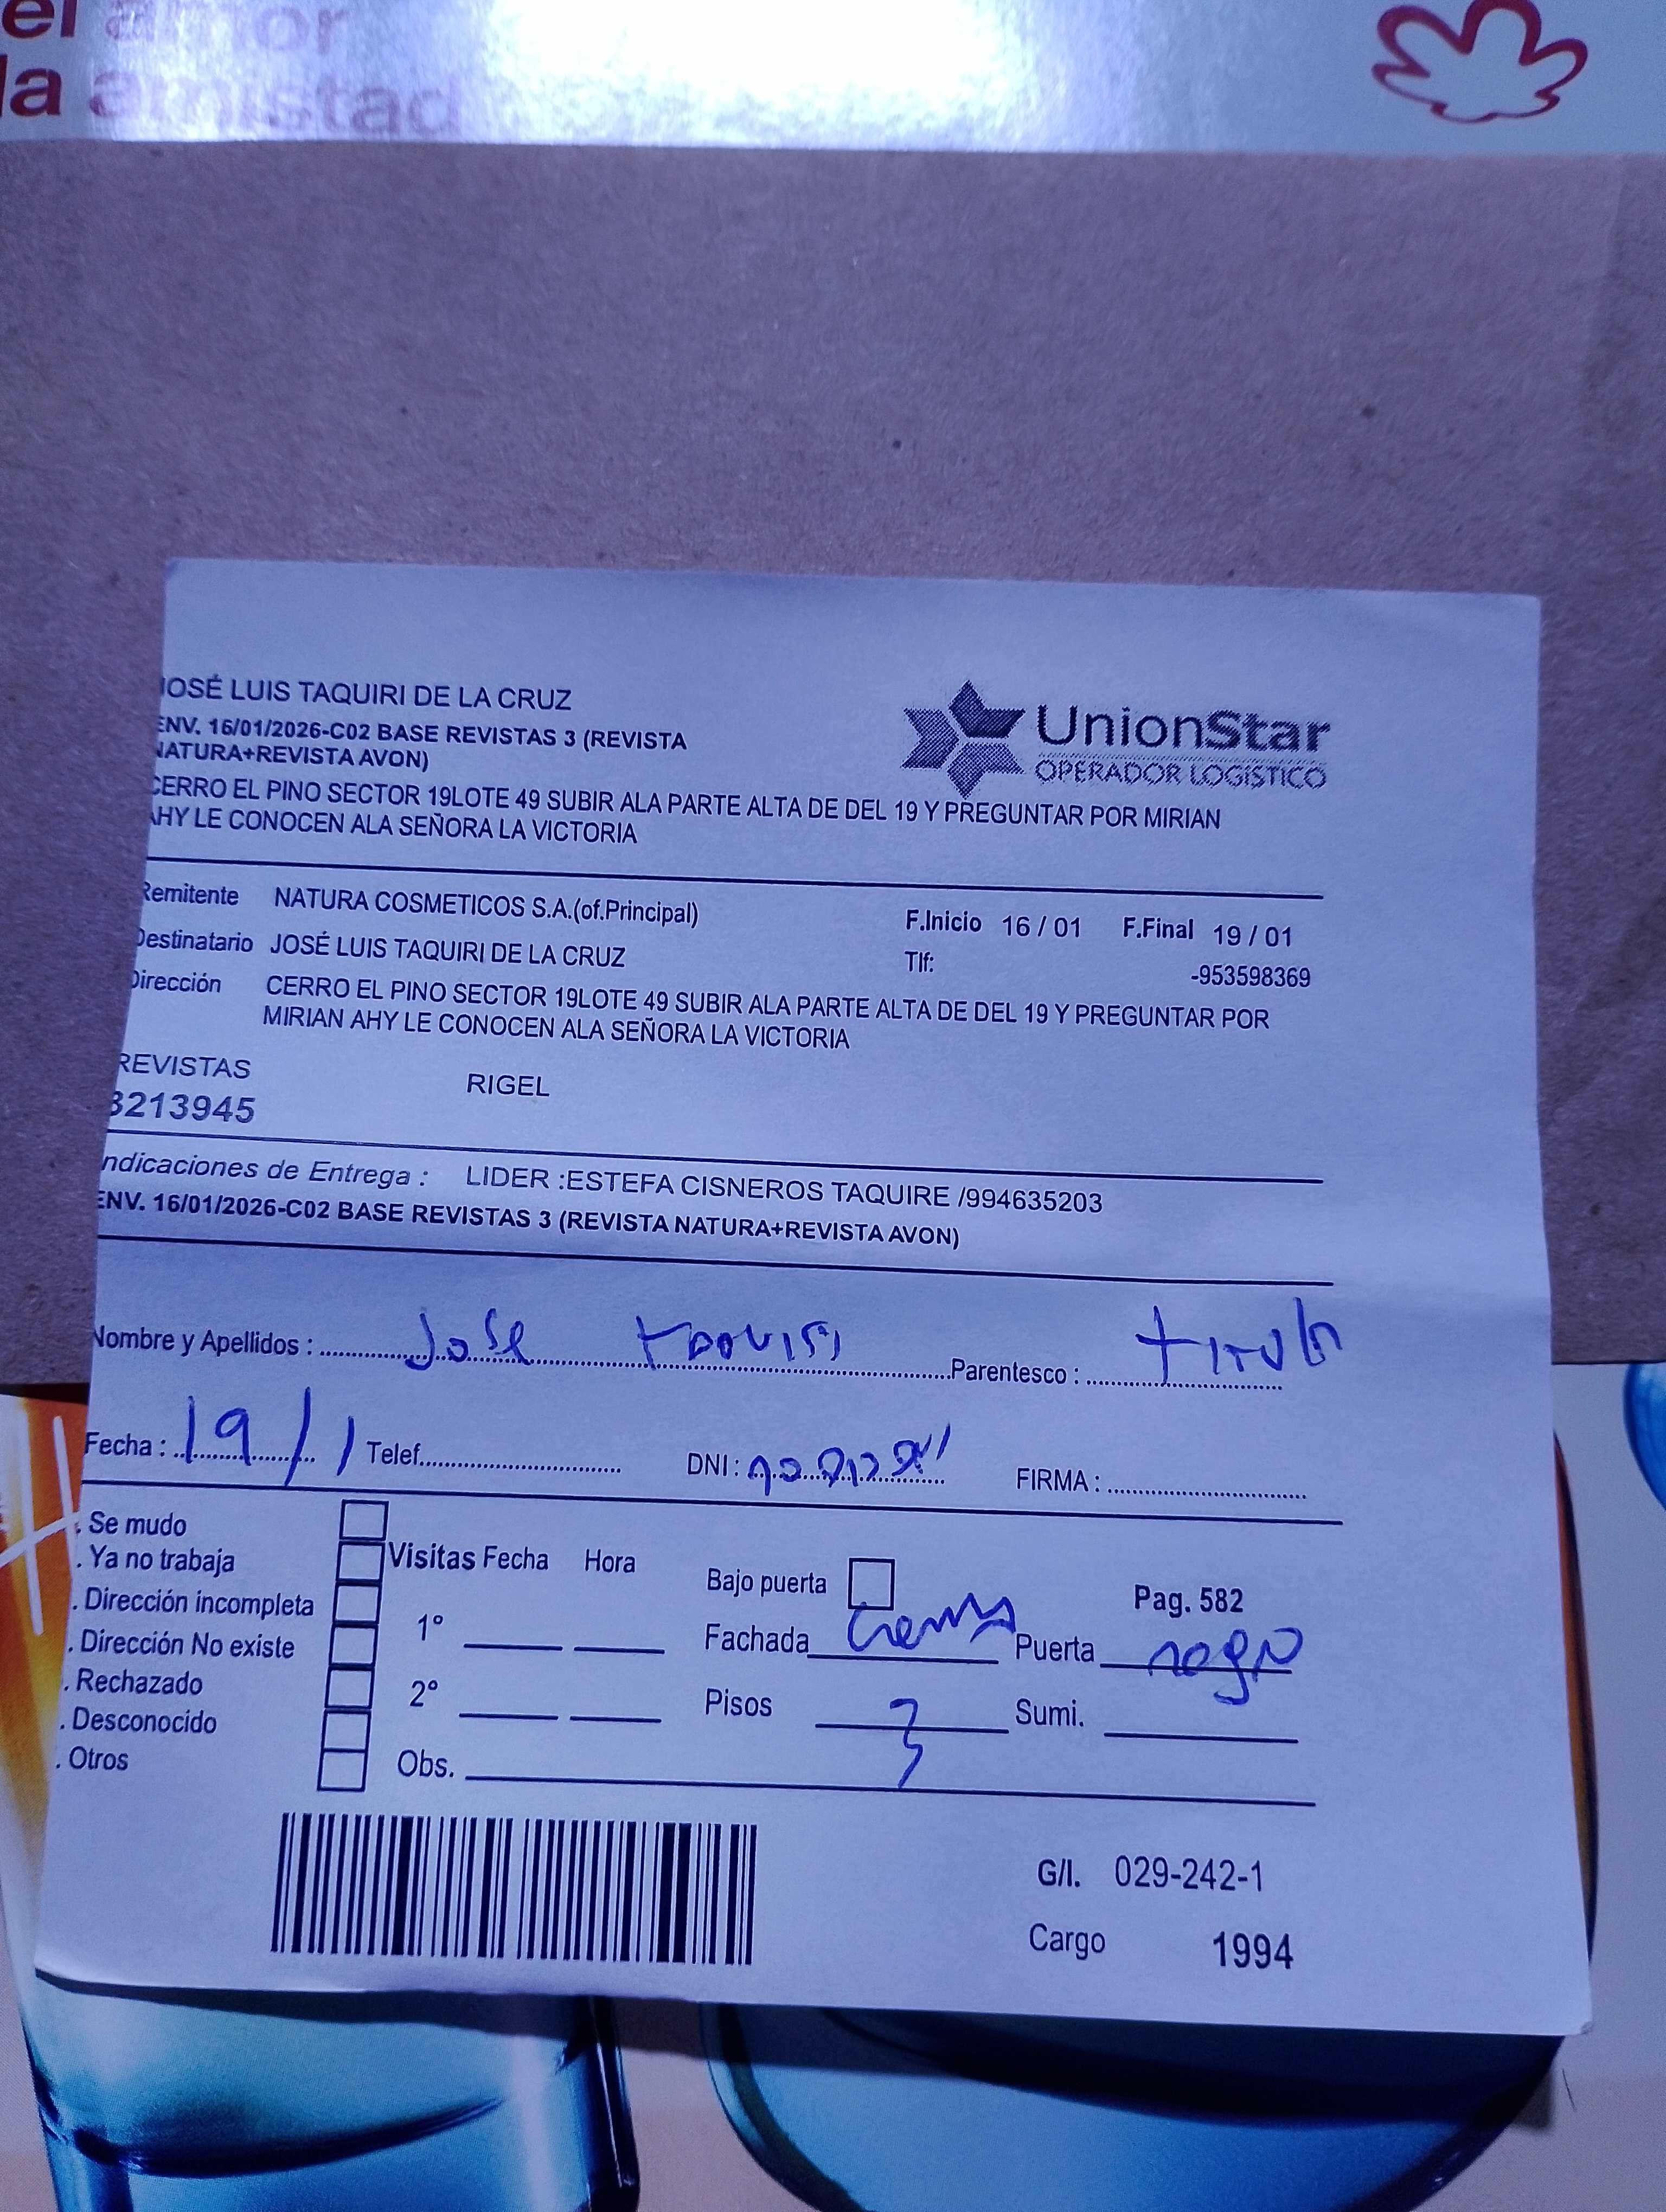 el amor
la amistad
JOSÉ LUIS TAQUIRI DE LA CRUZ
ENV. 16/01/2026-C02 BASE REVISTAS 3 (REVISTA
NATURA+REVISTA AVON)
CERRO EL PINO SECTOR 19LOTE 49 SUBIR ALA PARTE ALTA DE DEL 19 Y PREGUNTAR POR MIRIAN
AHY LE CONOCEN ALA SEÑORA LA VICTORIA
UnionStar
OPERADOR LOGÍSTICO
Remitente NATURA COSMETICOS S.A.(of.Principal)
F.Inicio 16 / 01 F.Final 19 / 01
Destinatario JOSÉ LUIS TAQUIRI DE LA CRUZ
Tlf: -953598369
Dirección CERRO EL PINO SECTOR 19LOTE 49 SUBIR ALA PARTE ALTA DE DEL 19 Y PREGUNTAR POR
MIRIAN AHY LE CONOCEN ALA SEÑORA LA VICTORIA
REVISTAS RIGEL
3213945
Indicaciones de Entrega : LIDER :ESTEFA CISNEROS TAQUIRE /994635203
ENV. 16/01/2026-C02 BASE REVISTAS 3 (REVISTA NATURA+REVISTA AVON)
Nombre y Apellidos : Jose taquiri Parentesco :
Fecha : 19/1 Telef. DNI : FIRMA :
. Se mudo
. Ya no trabaja
. Dirección incompleta
. Dirección No existe
. Rechazado
. Desconocido
. Otros
Visitas Fecha Hora
1°
2°
Obs.
Bajo puerta Pag. 582
Fachada crema Puerta negro
Pisos 3 Sumi.
G/I. 029-242-1
Cargo 1994